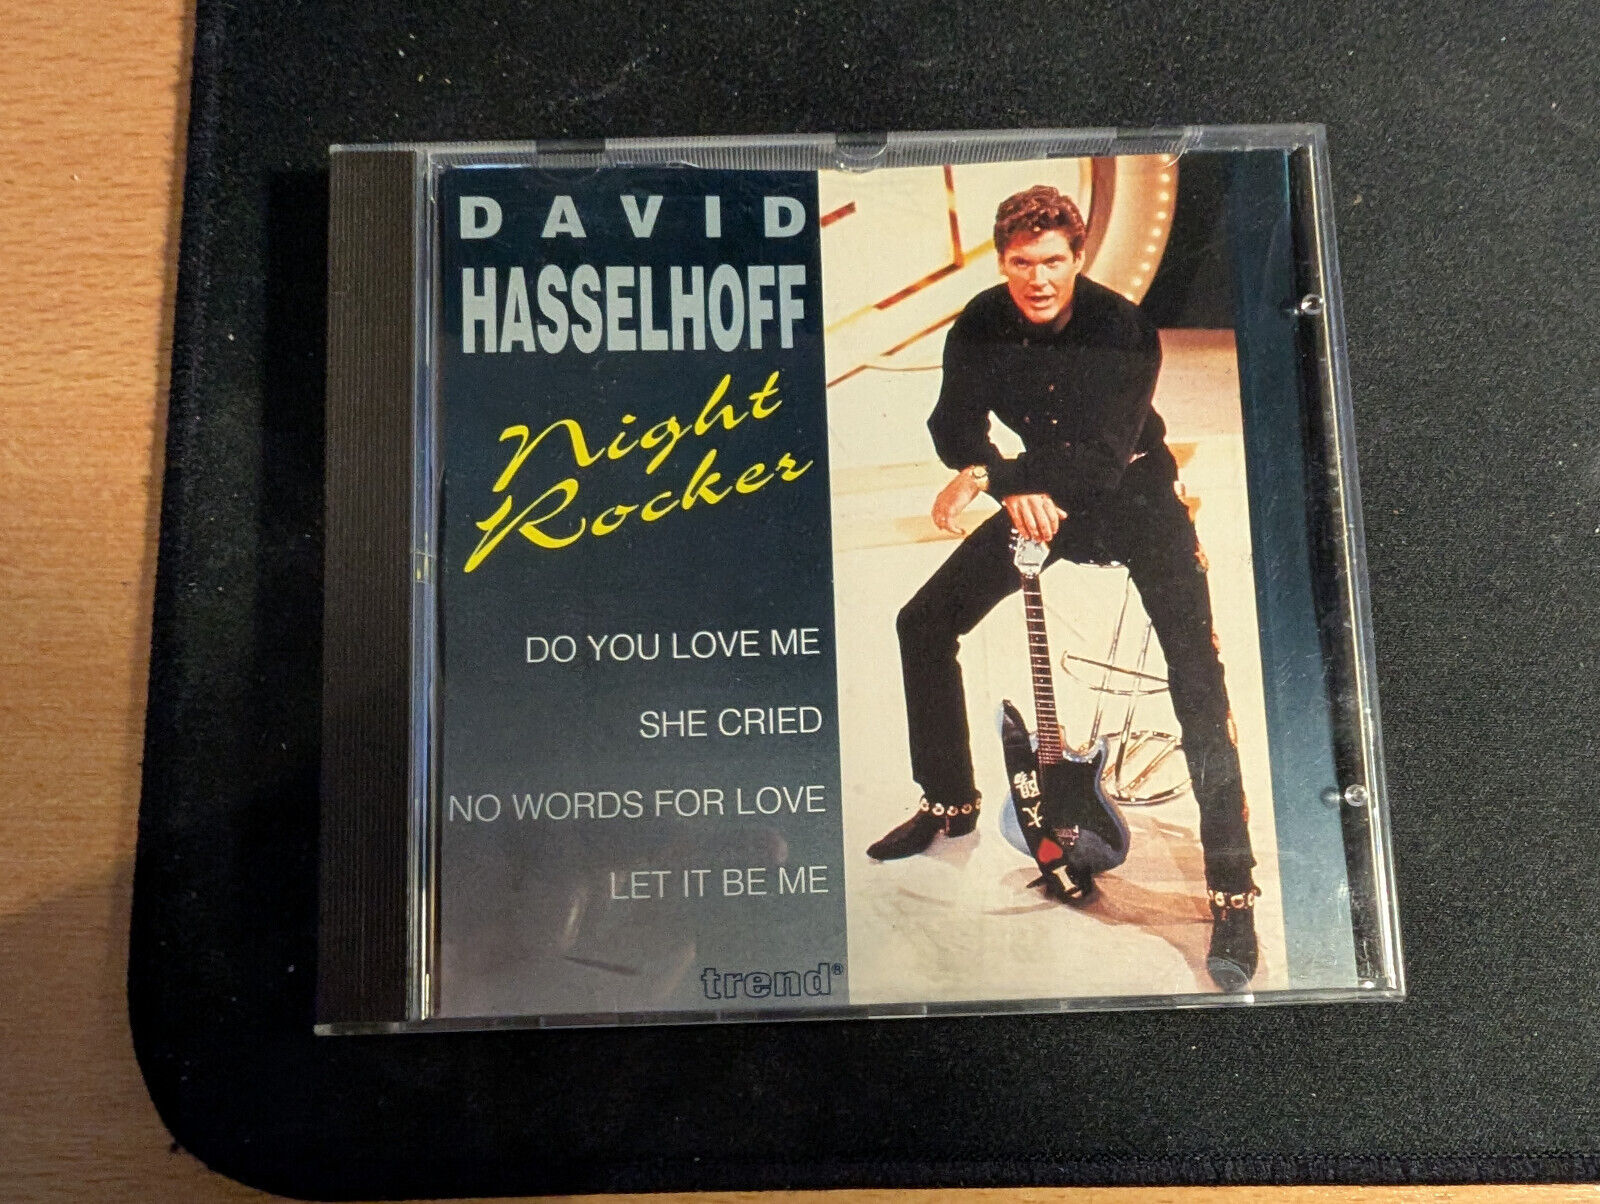 DAVID
HASSELHOFF
Night
Rocker
DO YOU LOVE ME
SHE CRIED
NO WORDS FOR LOVE
LET IT BE ME
trend®